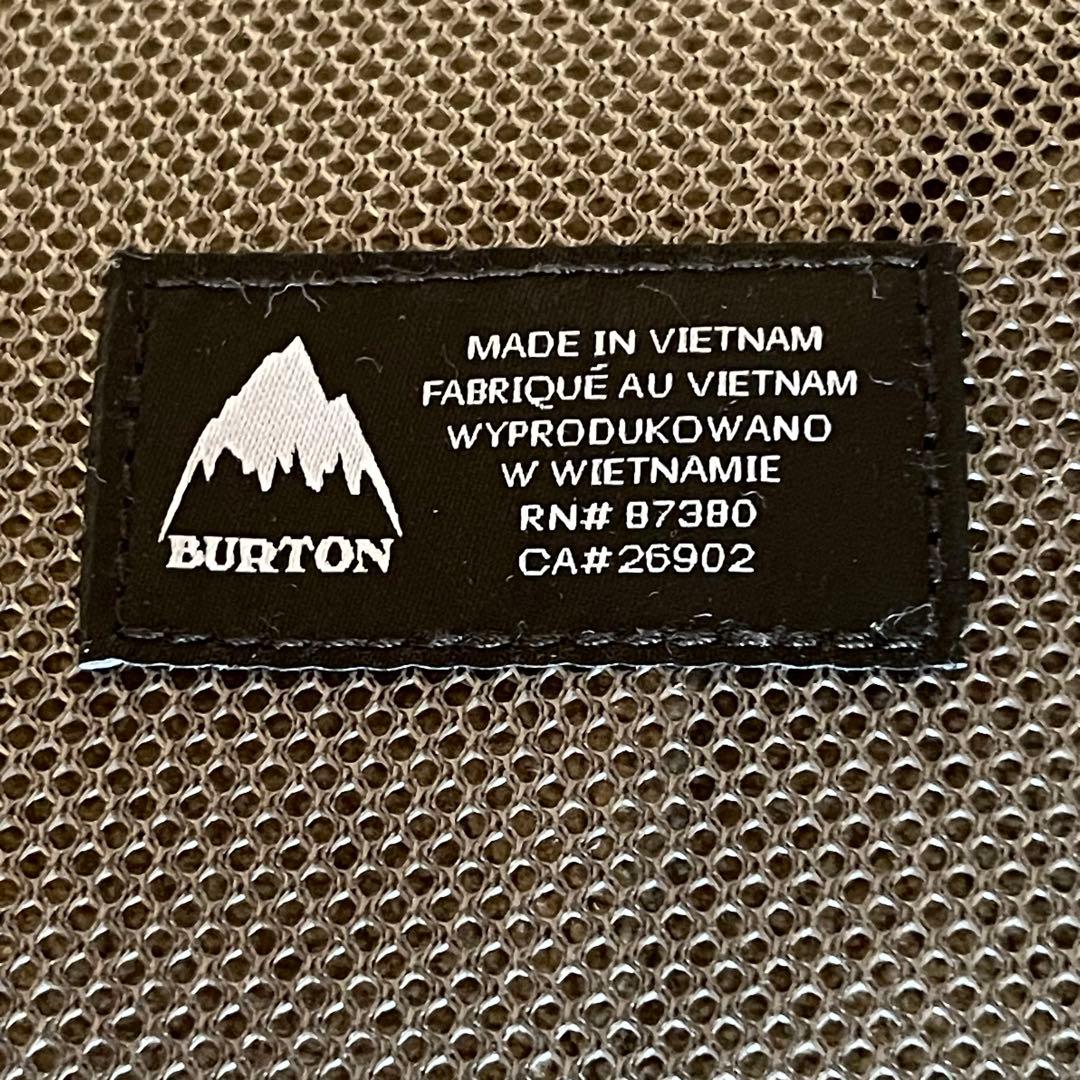 BURTON
MADE IN VIETNAM
FABRIQUÉ AU VIETNAM
WYPRODUKOWANO
W WIETNAMIE
RN# 87380
CA# 26902